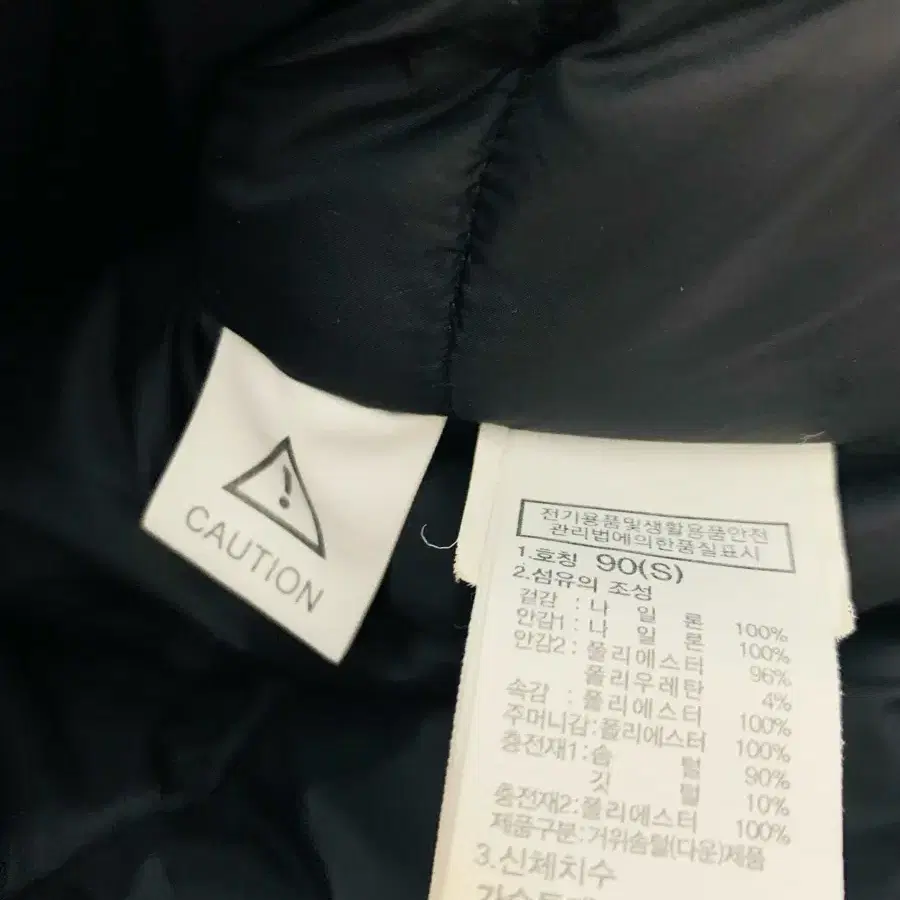 CAUTION
전기용품및생활용품안전
관리법에의한품질표시
1.호칭 90(S)
2.섬유의 조성
겉감 : 나 일 론 100%
안감1 : 나 일 론 100%
안감2 : 폴리에스터 96%
폴리우레탄 4%
속감 : 폴리에스터 100%
주머니감 : 폴리에스터 100%
충전재1 : 솜 털 90%
깃 털 10%
충전재2 : 폴리에스터 100%
제품구분 : 거위솜털(다운)제품
3.신체치수